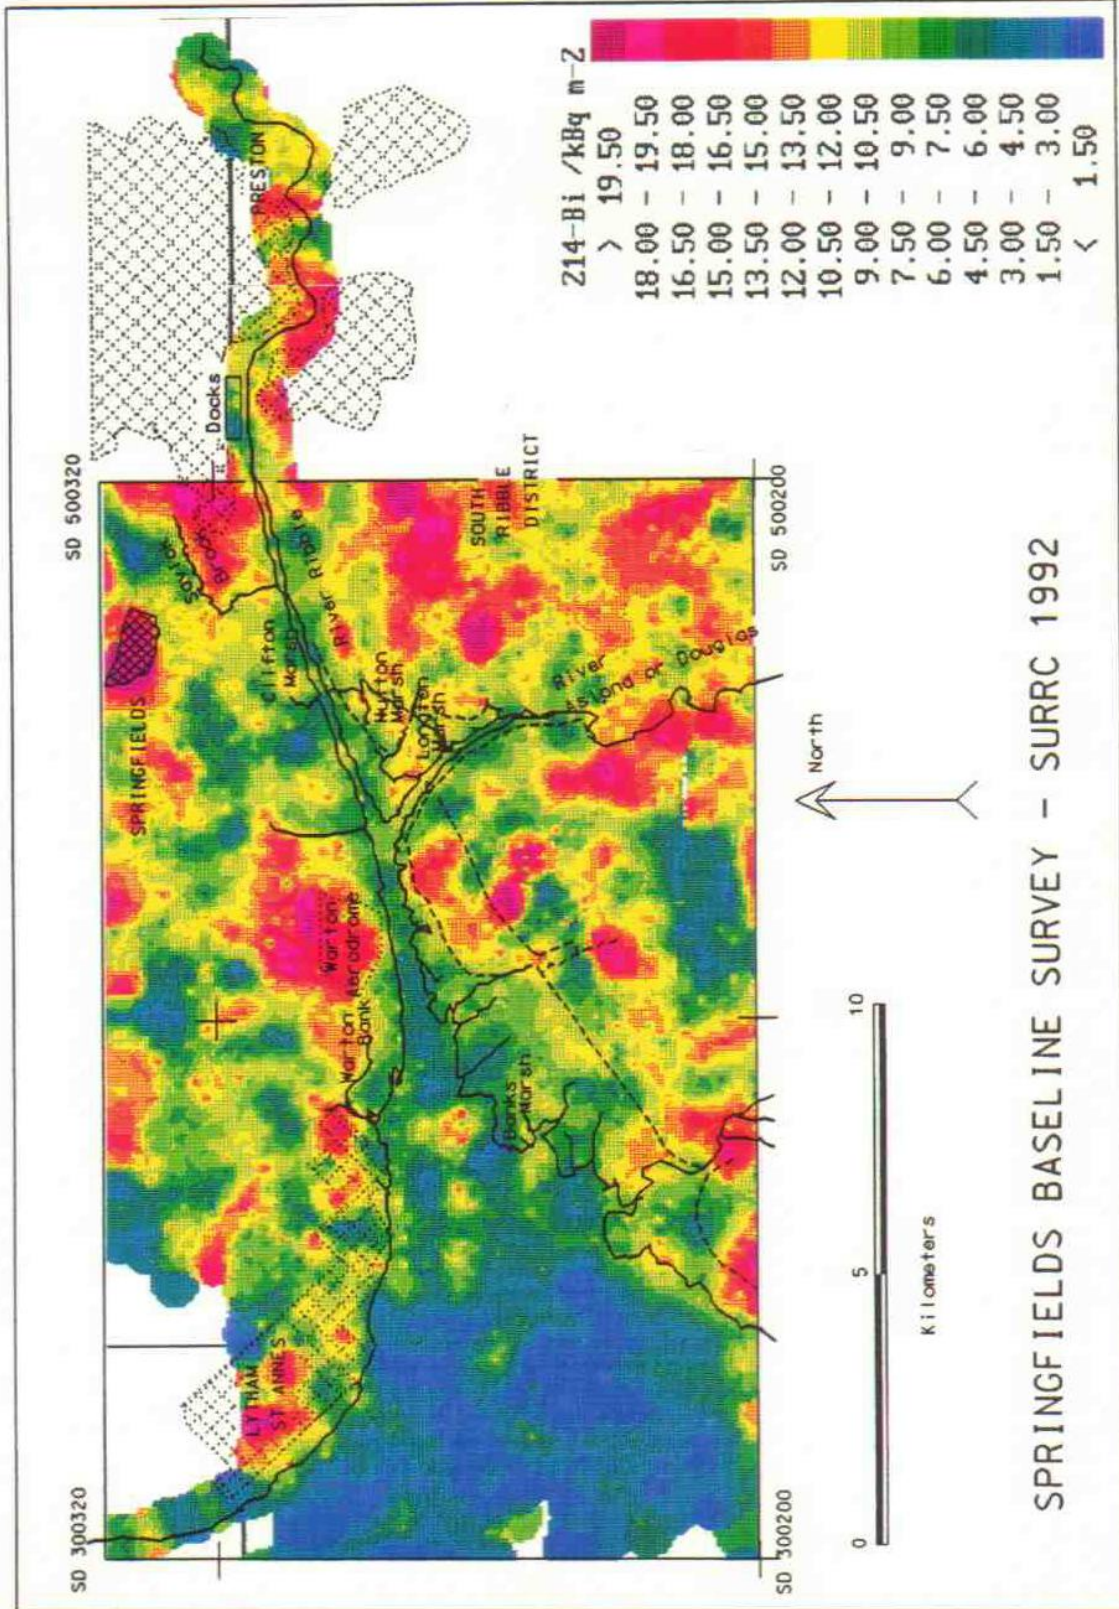 SD 300320
SD 500320
LYTHAM
ST ANNES
SPRINGFIELDS
Savick
Brook
Docks
PRESTON
Warton
Bank
Warton
Aerodrome
Clifton
Marsh
River Ribble
Hutton
Marsh
Longton
Marsh
Banks
Marsh
SOUTH
RIBBLE
DISTRICT
River
Asland or Douglas
SD 300200
SD 500200
214-Bi /kBq m-2
> 19.50
18.00 - 19.50
16.50 - 18.00
15.00 - 16.50
13.50 - 15.00
12.00 - 13.50
10.50 - 12.00
9.00 - 10.50
7.50 - 9.00
6.00 - 7.50
4.50 - 6.00
3.00 - 4.50
1.50 - 3.00
< 1.50
0 5 10
Kilometers
North
SPRINGFIELDS BASELINE SURVEY - SURRC 1992